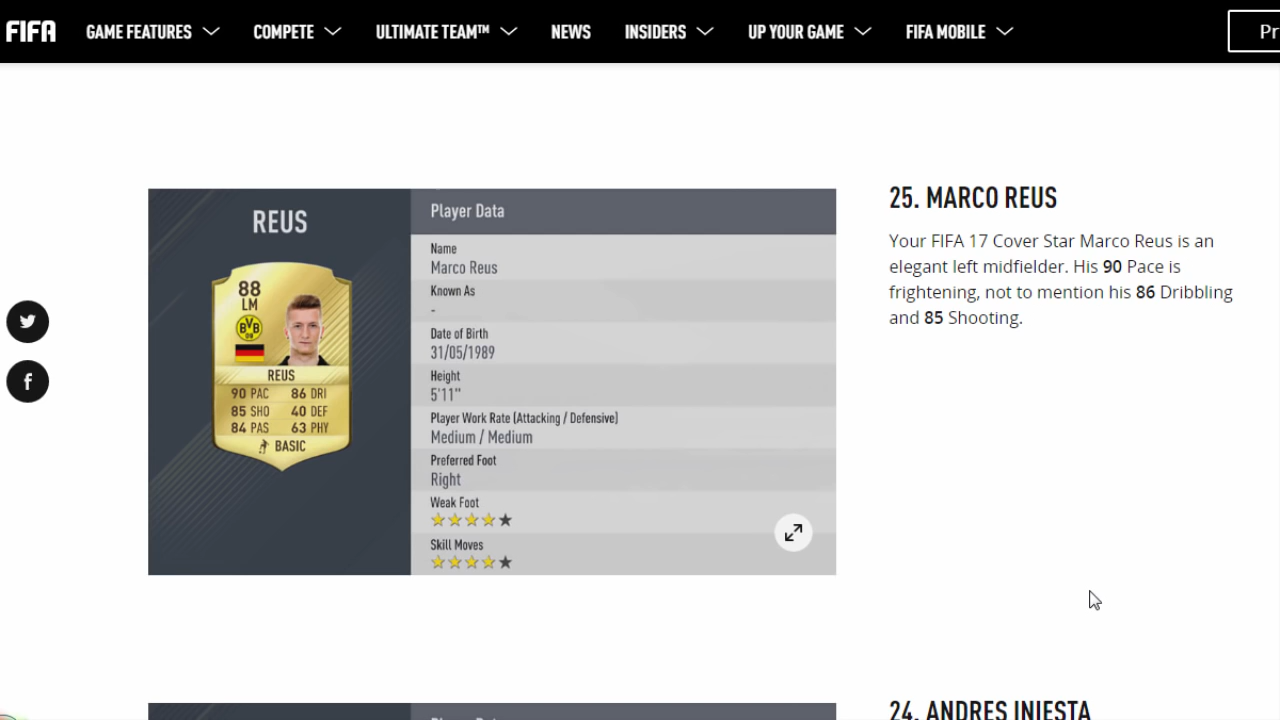 FIFA GAME FEATURES COMPETE ULTIMATE TEAM™ NEWS INSIDERS UP YOUR GAME FIFA MOBILE Pr
REUS
88
LM
BVB
09
REUS
90 PAC 86 DRI
85 SHO 40 DEF
84 PAS 63 PHY
BASIC
Player Data
Name
Marco Reus
Known As
-
Date of Birth
31/05/1989
Height
5'11"
Player Work Rate (Attacking / Defensive)
Medium / Medium
Preferred Foot
Right
Weak Foot
Skill Moves
25. MARCO REUS
Your FIFA 17 Cover Star Marco Reus is an
elegant left midfielder. His 90 Pace is
frightening, not to mention his 86 Dribbling
and 85 Shooting.
Player Data
24. ANDRES INIESTA